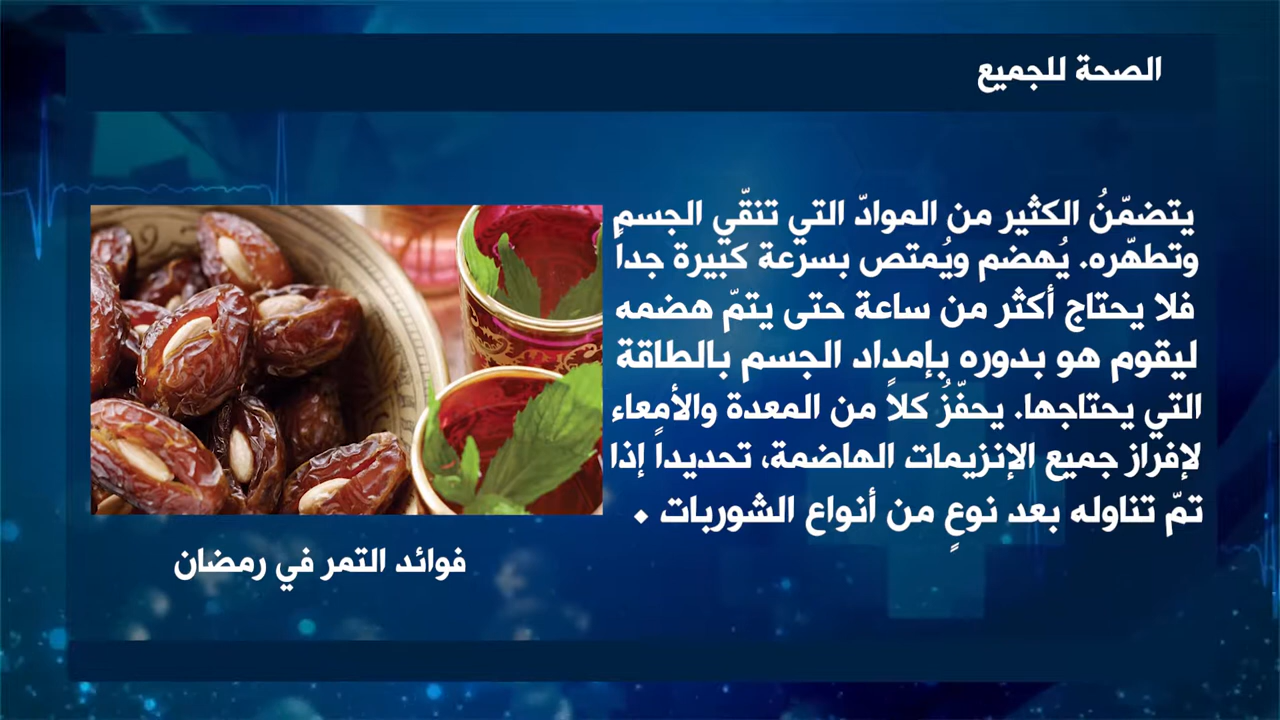 الصحة للجميع
يتضمّنُ الكثير من الموادّ التي تنقّي الجسم
وتطهّره. يُهضم ويُمتص بسرعة كبيرة جداً
فلا يحتاج أكثر من ساعة حتى يتمّ هضمه
ليقوم هو بدوره بإمداد الجسم بالطاقة
التي يحتاجها. يحفّزُ كلاً من المعدة والأمعاء
لإفراز جميع الإنزيمات الهاضمة، تحديداً إذا
تمّ تناوله بعد نوعٍ من أنواع الشوربات .
فوائد التمر في رمضان